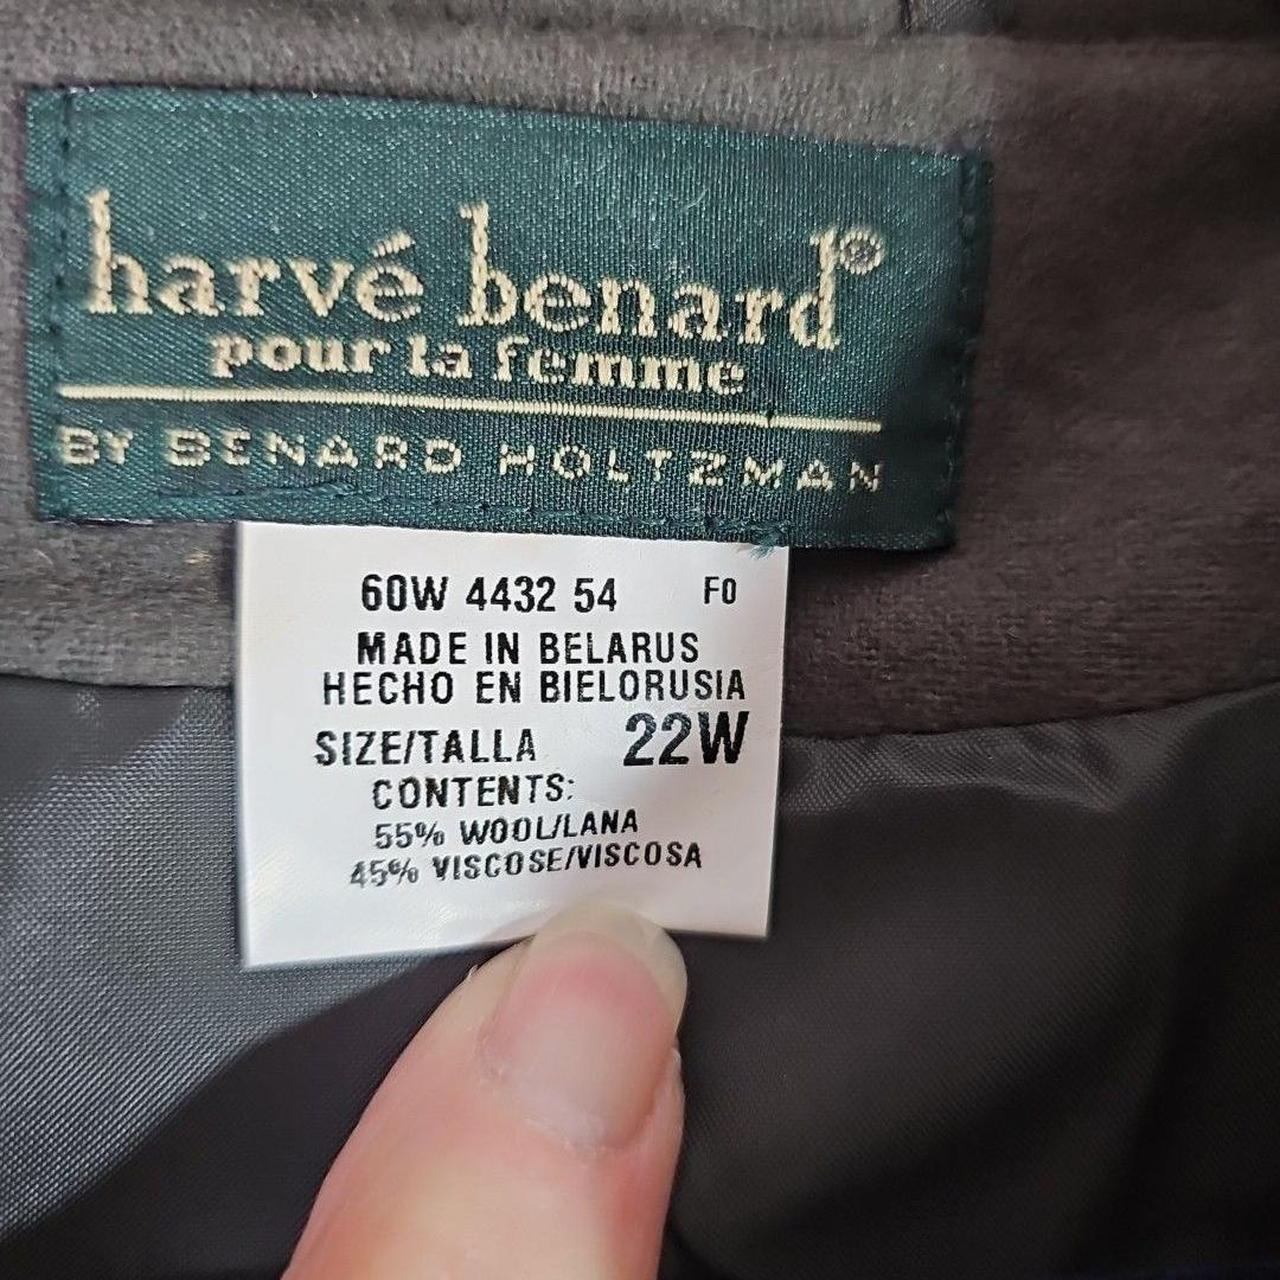 harvé benard®
pour la femme
BY BENARD HOLTZMAN
60W 4432 54 F0
MADE IN BELARUS
HECHO EN BIELORUSIA
SIZE/TALLA 22W
CONTENTS:
55% WOOL/LANA
45% VISCOSE/VISCOSA